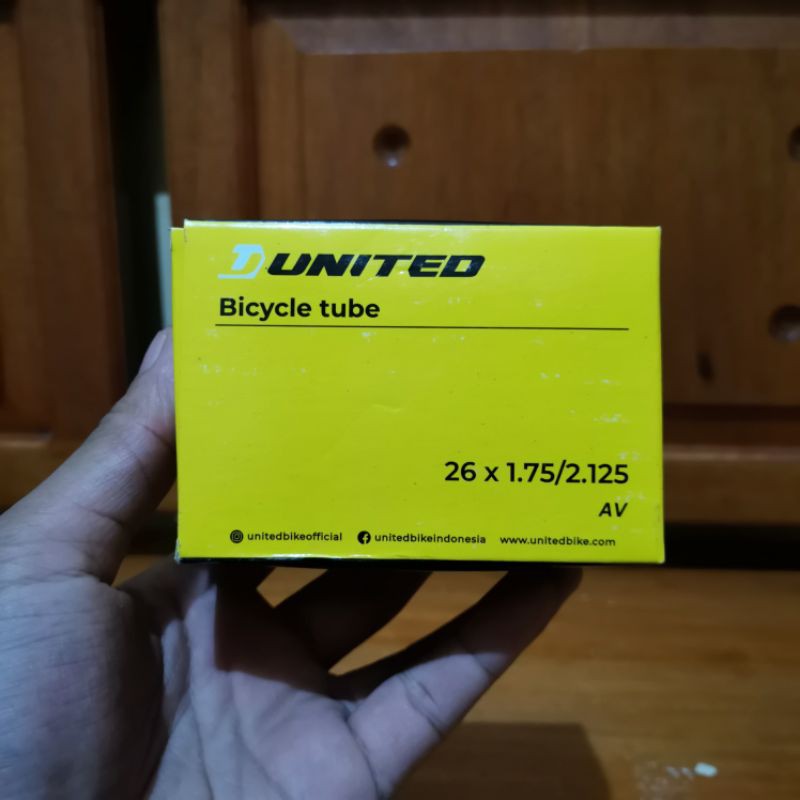 UNITED
Bicycle tube
26 x 1.75/2.125
AV
unitedbikeofficial unitedbikeindonesia www.unitedbike.com